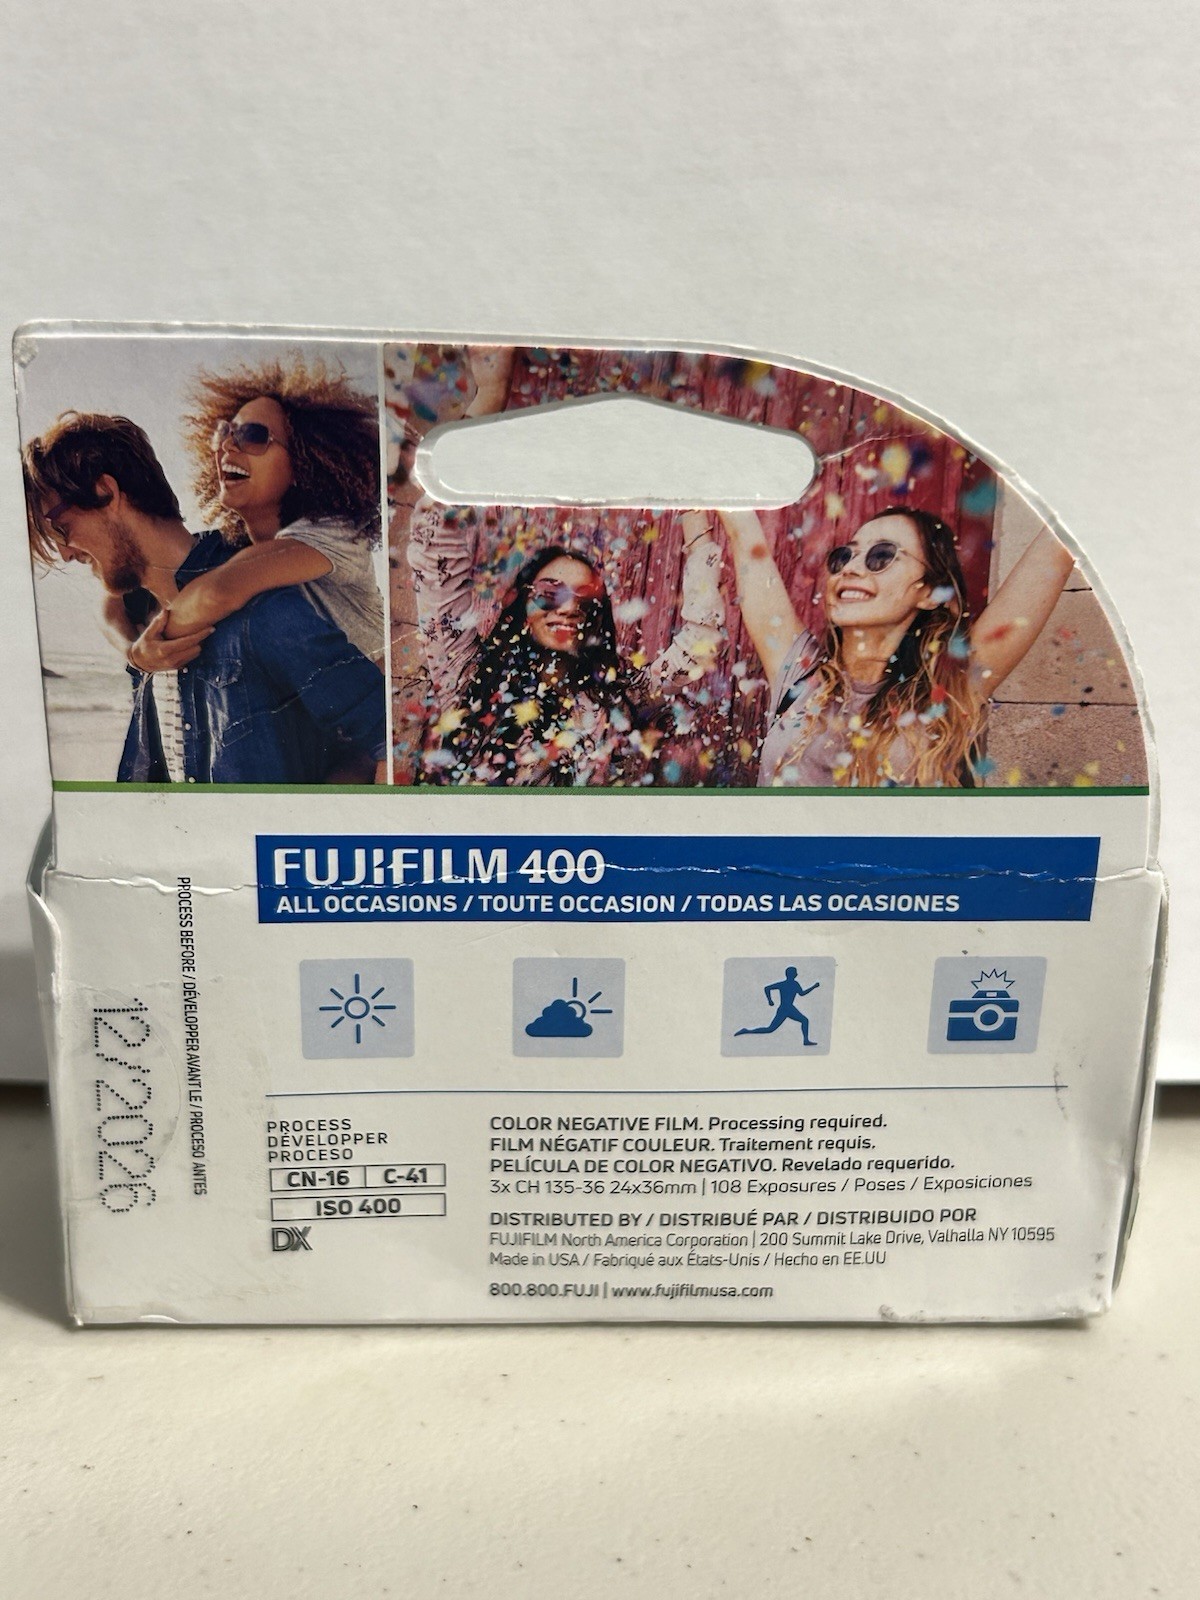 FUJIFILM 400
ALL OCCASIONS / TOUTE OCCASION / TODAS LAS OCASIONES
PROCESS BEFORE / DÉVELOPPER AVANT LE / PROCESO ANTES
12/2026
PROCESS
DÉVELOPPER
PROCESO
CN-16 C-41
ISO 400
DX
COLOR NEGATIVE FILM. Processing required.
FILM NÉGATIF COULEUR. Traitement requis.
PELÍCULA DE COLOR NEGATIVO. Revelado requerido.
3x CH 135-36 24x36mm | 108 Exposures / Poses / Exposiciones
DISTRIBUTED BY / DISTRIBUÉ PAR / DISTRIBUIDO POR
FUJIFILM North America Corporation | 200 Summit Lake Drive, Valhalla NY 10595
Made in USA / Fabriqué aux États-Unis / Hecho en EE.UU
800.800.FUJI | www.fujifilmusa.com